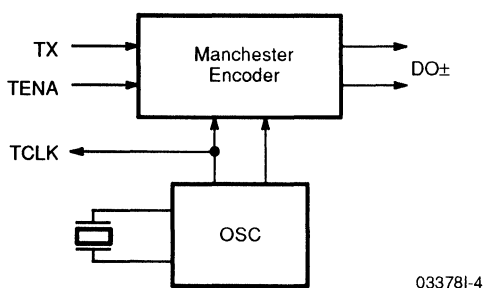 TX
Manchester
Encoder
DO±
TENA
TCLK
OSC
03378I-4